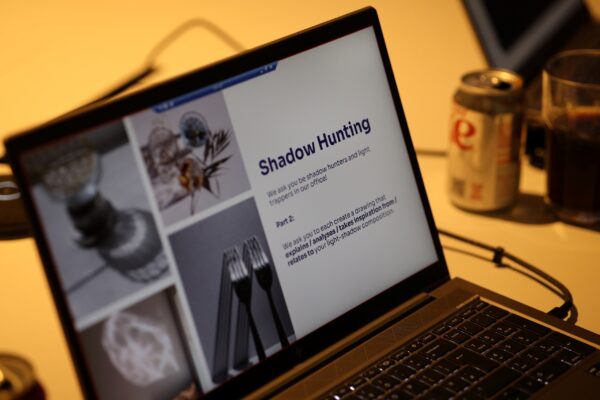 Shadow Hunting
We ask you be shadow hunters and light
trappers in our office!
Part 2:
We ask you to each create a drawing that
explains / analyses / takes inspiration from /
relates to your light-shadow composition.
e